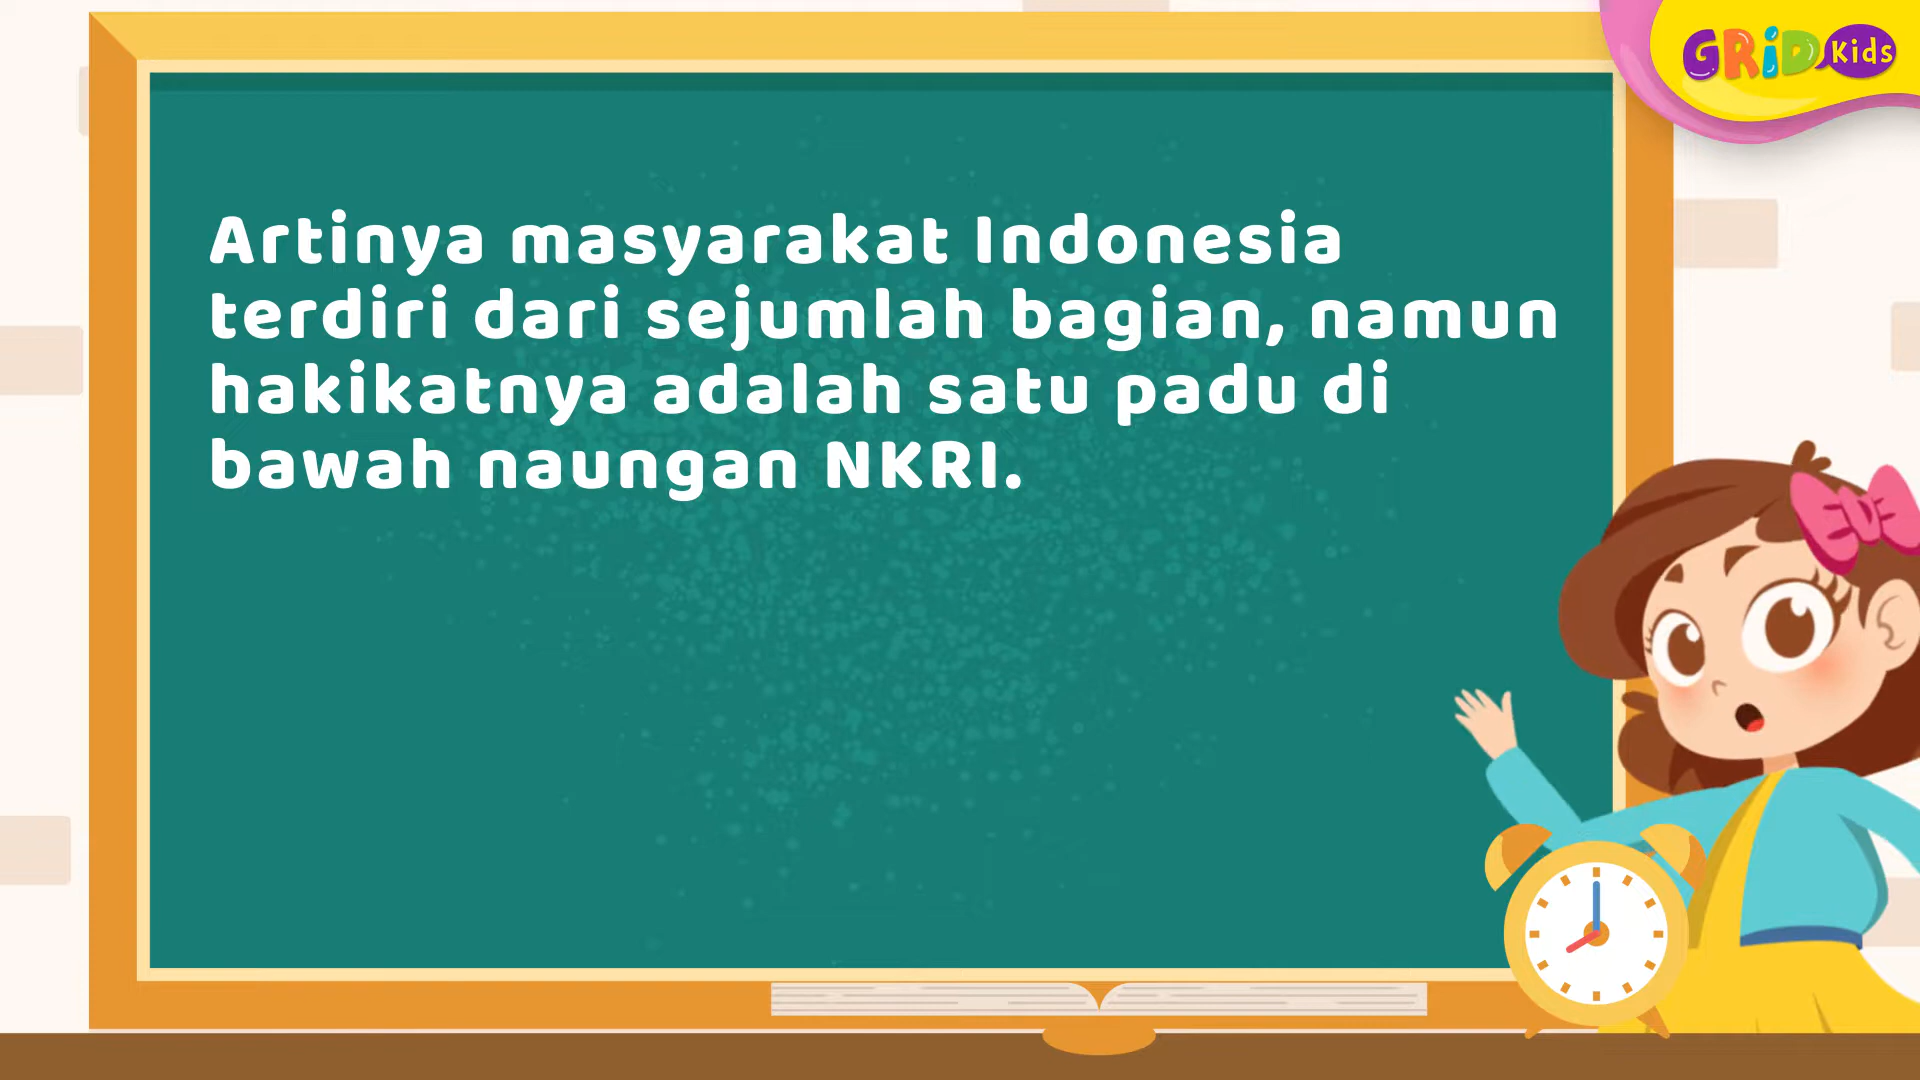 GRiD Kids
Artinya masyarakat Indonesia
terdiri dari sejumlah bagian, namun
hakikatnya adalah satu padu di
bawah naungan NKRI.